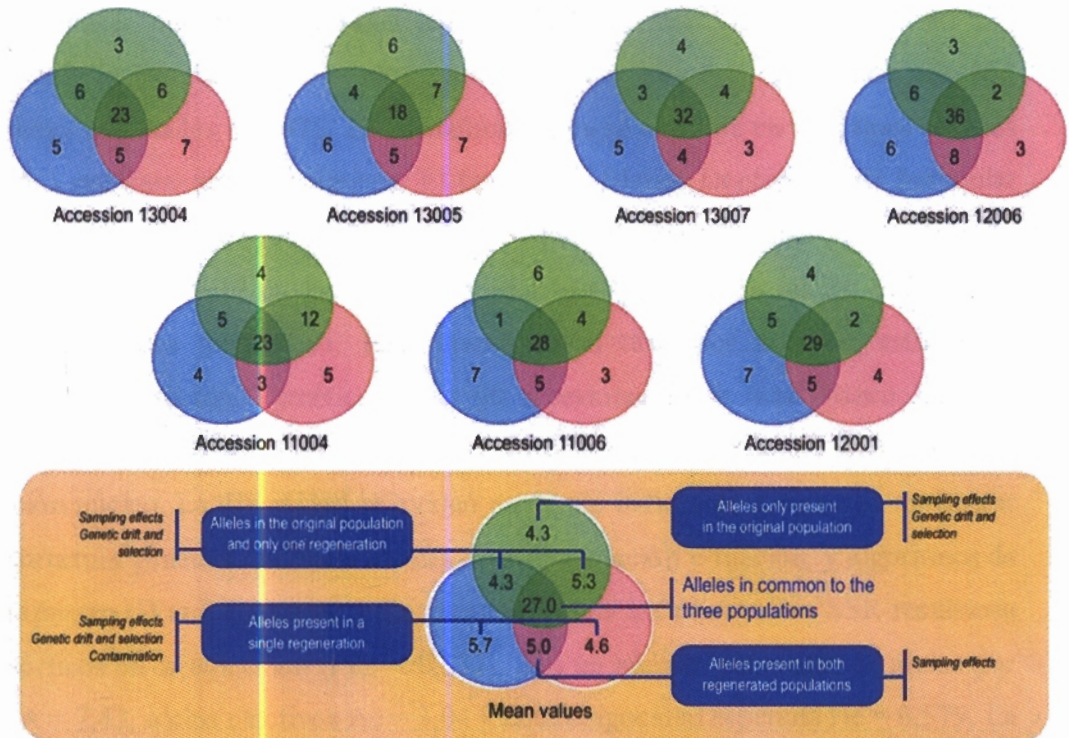 3
6
6
23
5
5
7
Accession 13004
6
4
7
18
6
5
7
Accession 13005
4
3
4
32
5
4
3
Accession 13007
3
6
2
36
6
8
3
Accession 12006
4
5
12
23
4
3
5
Accession 11004
6
1
4
28
7
5
3
Accession 11006
4
5
2
29
7
5
4
Accession 12001
Sampling effects
Genetic drift and
selection
Alleles in the original population
and only one regeneration
Sampling effects
Genetic drift and selection
Contamination
Alleles present in a
single regeneration
4.3
4.3
5.3
27.0
5.7
5.0
4.6
Mean values
Alleles only present
in the original population
Sampling effects
Genetic drift and
selection
Alleles in common to the
three populations
Alleles present in both
regenerated populations
Sampling effects